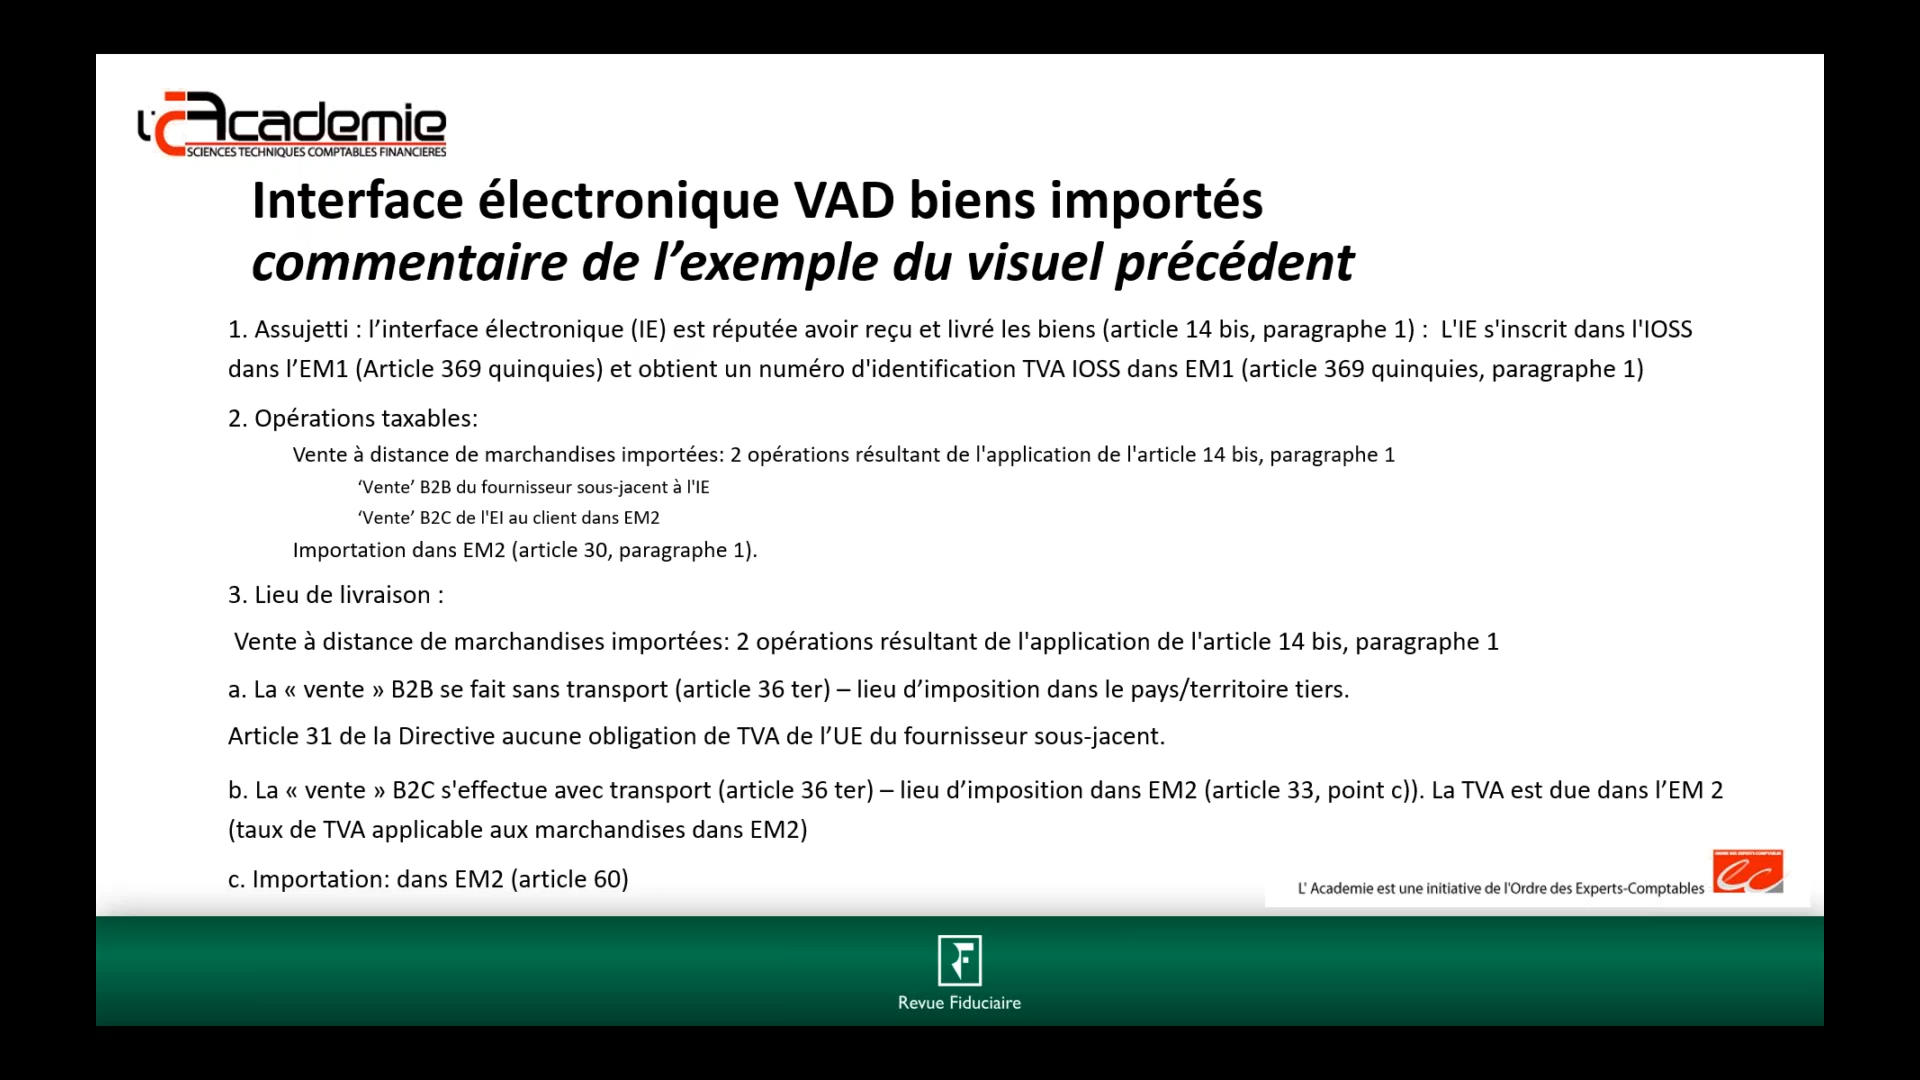 L'Academie
SCIENCES TECHNIQUES COMPTABLES FINANCIERES
Interface électronique VAD biens importés
commentaire de l’exemple du visuel précédent
1. Assujetti : l’interface électronique (IE) est réputée avoir reçu et livré les biens (article 14 bis, paragraphe 1) : L'IE s'inscrit dans l'IOSS
dans l’EM1 (Article 369 quinquies) et obtient un numéro d'identification TVA IOSS dans EM1 (article 369 quinquies, paragraphe 1)
2. Opérations taxables:
Vente à distance de marchandises importées: 2 opérations résultant de l'application de l'article 14 bis, paragraphe 1
‘Vente’ B2B du fournisseur sous-jacent à l'IE
‘Vente’ B2C de l'EI au client dans EM2
Importation dans EM2 (article 30, paragraphe 1).
3. Lieu de livraison :
Vente à distance de marchandises importées: 2 opérations résultant de l'application de l'article 14 bis, paragraphe 1
a. La « vente » B2B se fait sans transport (article 36 ter) – lieu d’imposition dans le pays/territoire tiers.
Article 31 de la Directive aucune obligation de TVA de l’UE du fournisseur sous-jacent.
b. La « vente » B2C s'effectue avec transport (article 36 ter) – lieu d’imposition dans EM2 (article 33, point c)). La TVA est due dans l’EM 2
(taux de TVA applicable aux marchandises dans EM2)
c. Importation: dans EM2 (article 60)
ORDRE DES EXPERTS-COMPTABLES
ec
L' Academie est une initiative de l'Ordre des Experts-Comptables
RF
Revue Fiduciaire